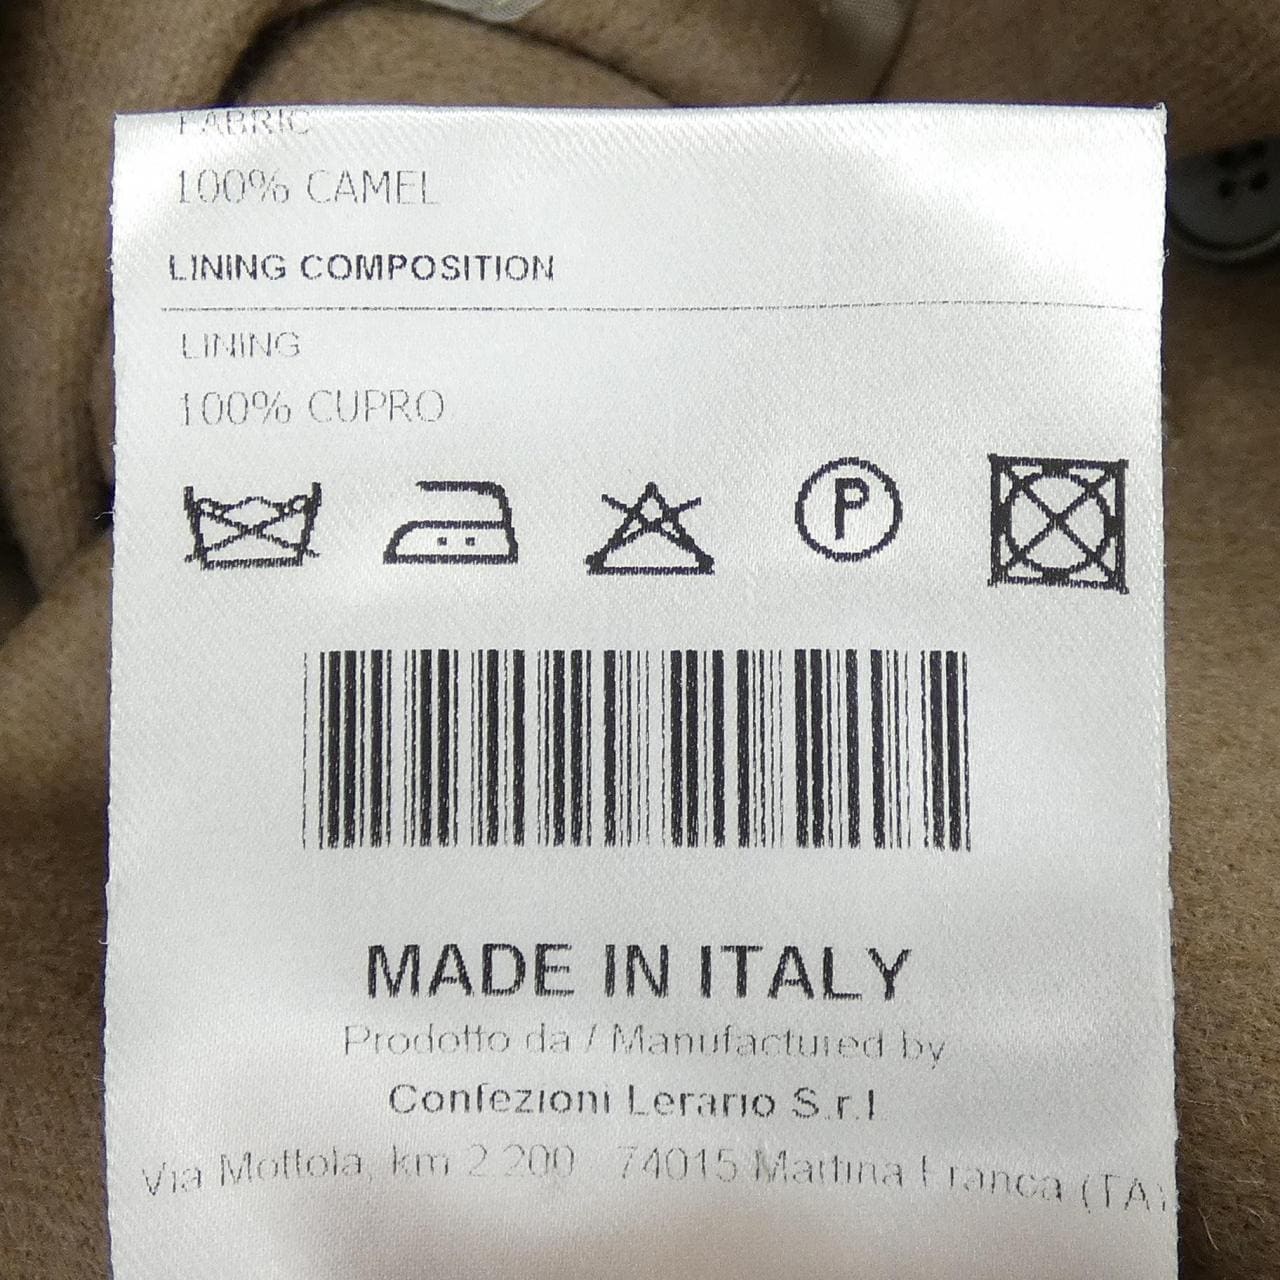 FABRIC
100% CAMEL
LINING COMPOSITION
LINING
100% CUPRO
P
MADE IN ITALY
Prodotto da / Manufactured by
Confezioni Lerario S.r.l
Via Mottola, km 2.200 74015 Martina Franca (TA)